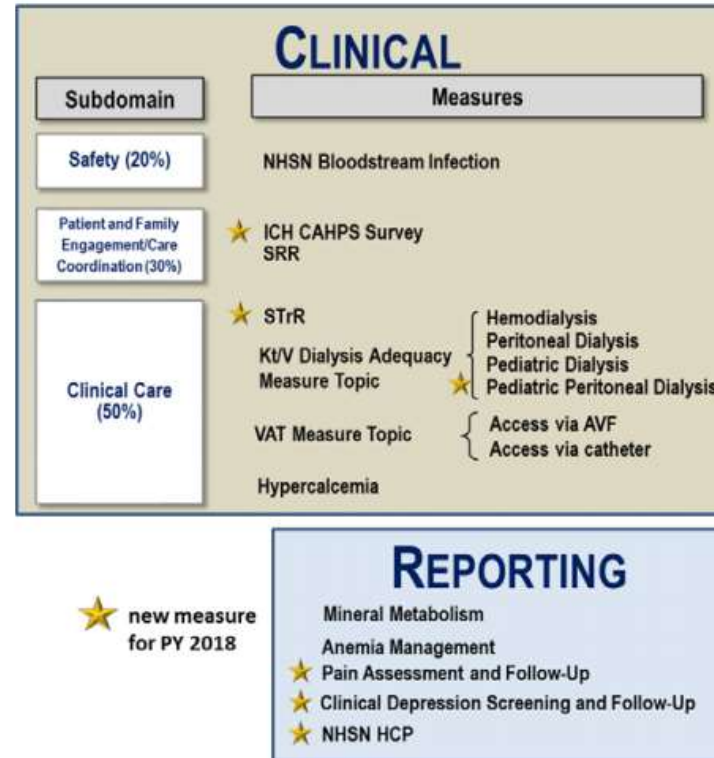 CLINICAL
Subdomain
Measures
Safety (20%)
NHSN Bloodstream Infection
Patient and Family
Engagement/Care
Coordination (30%)
ICH CAHPS Survey
SRR
Clinical Care
(50%)
STrR
Kt/V Dialysis Adequacy
Measure Topic
Hemodialysis
Peritoneal Dialysis
Pediatric Dialysis
Pediatric Peritoneal Dialysis
VAT Measure Topic
Access via AVF
Access via catheter
Hypercalcemia
new measure
for PY 2018
REPORTING
Mineral Metabolism
Anemia Management
Pain Assessment and Follow-Up
Clinical Depression Screening and Follow-Up
NHSN HCP